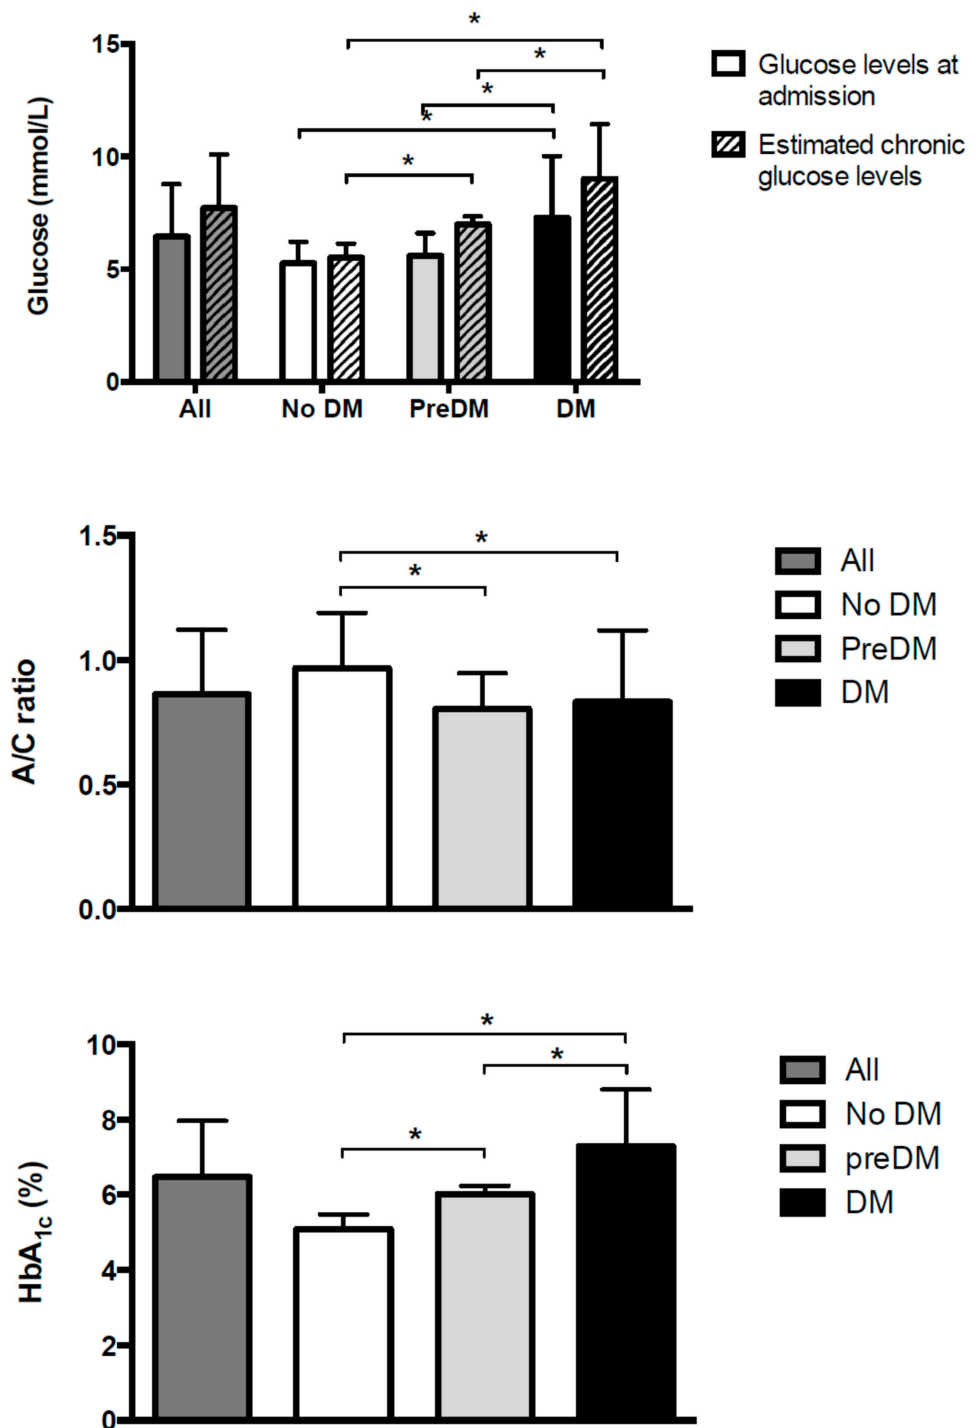 *
15
*
Glucose levels at
admission
*
*
10
Estimated chronic
glucose levels
*
Glucose (mmol/L)
5
0
All No DM PreDM DM
1.5
*
*
All
No DM
PreDM
DM
1.0
A/C ratio
0.5
0.0
*
10
*
All
No DM
preDM
DM
8
*
6
HbA1c (%)
4
2
0